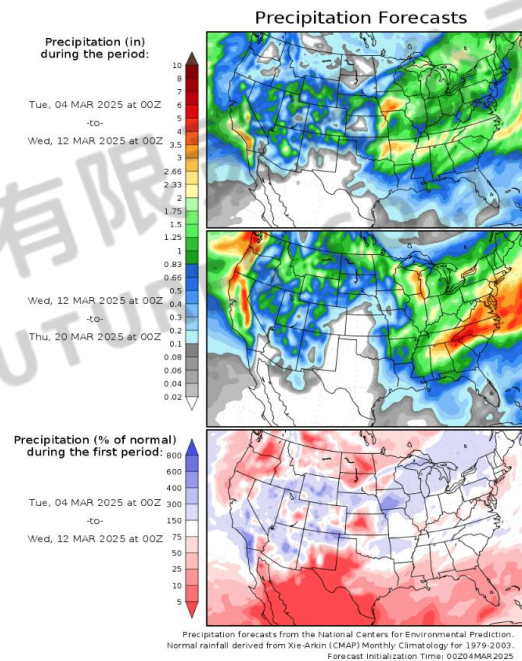 Precipitation Forecasts
Precipitation (in)
during the period:
Tue, 04 MAR 2025 at 00Z
-to-
Wed, 12 MAR 2025 at 00Z
10
8
7
6
5
4
3.5
3
2.66
2.33
2
1.75
1.5
1.25
1
0.83
0.66
0.5
0.4
0.3
0.2
0.1
0.08
0.06
0.04
0.02
Wed, 12 MAR 2025 at 00Z
-to-
Thu, 20 MAR 2025 at 00Z
Precipitation (% of normal)
during the first period:
Tue, 04 MAR 2025 at 00Z
-to-
Wed, 12 MAR 2025 at 00Z
800
600
400
300
150
75
50
25
10
5
Precipitation forecasts from the National Centers for Environmental Prediction.
Normal rainfall derived from Xie-Arkin (CMAP) Monthly Climatology for 1979-2003.
Forecast Initialization Time: 00Z04MAR2025
有限
UTUR